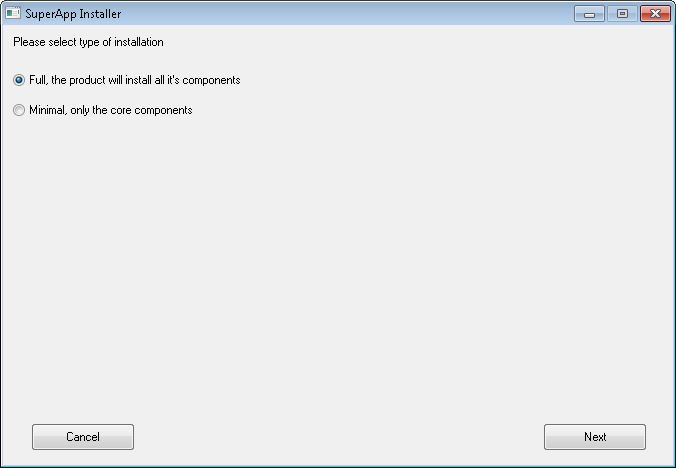 SuperApp Installer
Please select type of installation
Full, the product will install all it's components
Minimal, only the core components
Cancel
Next